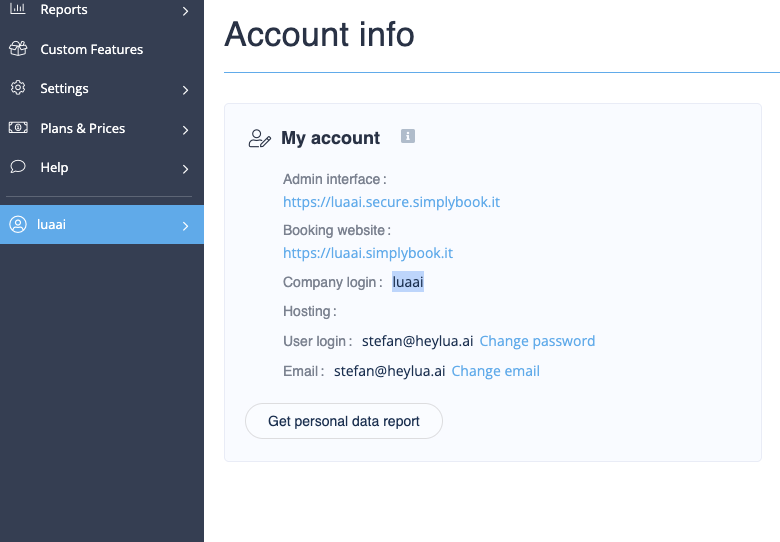 Reports
Custom Features
Settings
Plans & Prices
Help
luaai
Account info
My account
Admin interface :
https://luaai.secure.simplybook.it
Booking website :
https://luaai.simplybook.it
Company login : luaai
Hosting :
User login : stefan@heylua.ai Change password
Email : stefan@heylua.ai Change email
Get personal data report